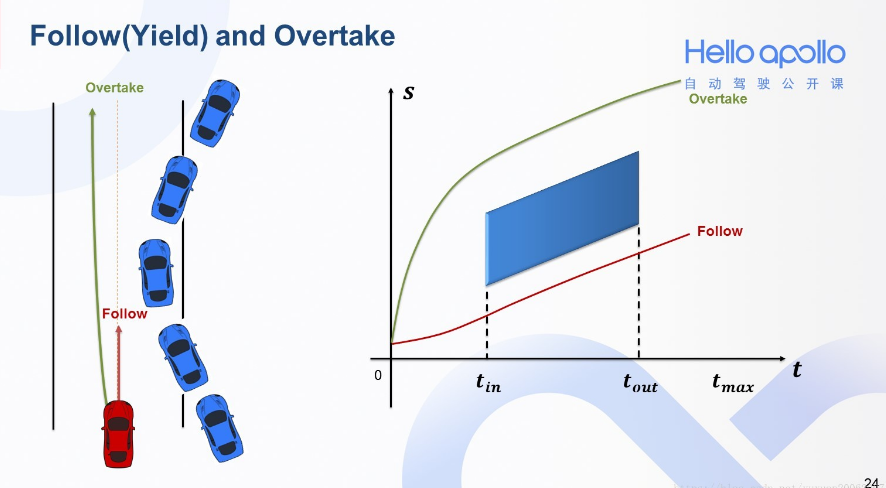 Follow(Yield) and Overtake
Hello apollo
自动驾驶公开课
Overtake
Follow
s
Overtake
Follow
0
t_in
t_out
t_max
t
24